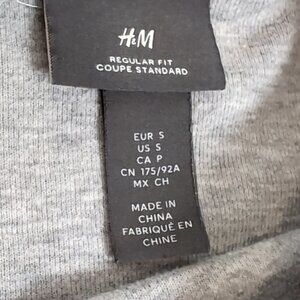 H&M
REGULAR FIT
COUPE STANDARD
EUR S
US S
CA P
CN 175/92A
MX CH
MADE IN
CHINA
FABRIQUÉ EN
CHINE